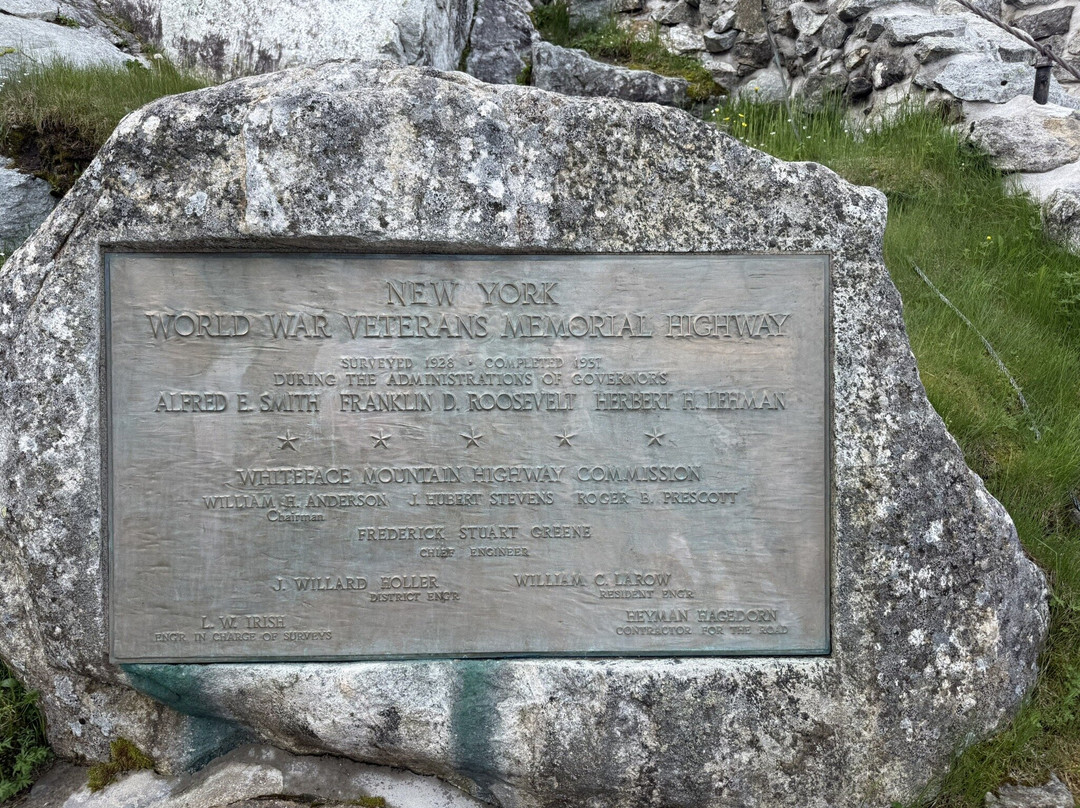 NEW YORK
WORLD WAR VETERANS MEMORIAL HIGHWAY
SURVEYED 1928 · COMPLETED 1937
DURING THE ADMINISTRATIONS OF GOVERNORS
ALFRED E. SMITH FRANKLIN D. ROOSEVELT HERBERT H. LEHMAN
WHITEFACE MOUNTAIN HIGHWAY COMMISSION
WILLIAM H. ANDERSON J. HUBERT STEVENS ROGER B. PRESCOTT
Chairman
FREDERICK STUART GREENE
CHIEF ENGINEER
J. WILLARD HOLLER WILLIAM C. LAROW
DISTRICT ENGR RESIDENT ENGR
L. W. IRISH HEYMAN HAGEDORN
ENGR IN CHARGE OF SURVEYS CONTRACTOR FOR THE ROAD